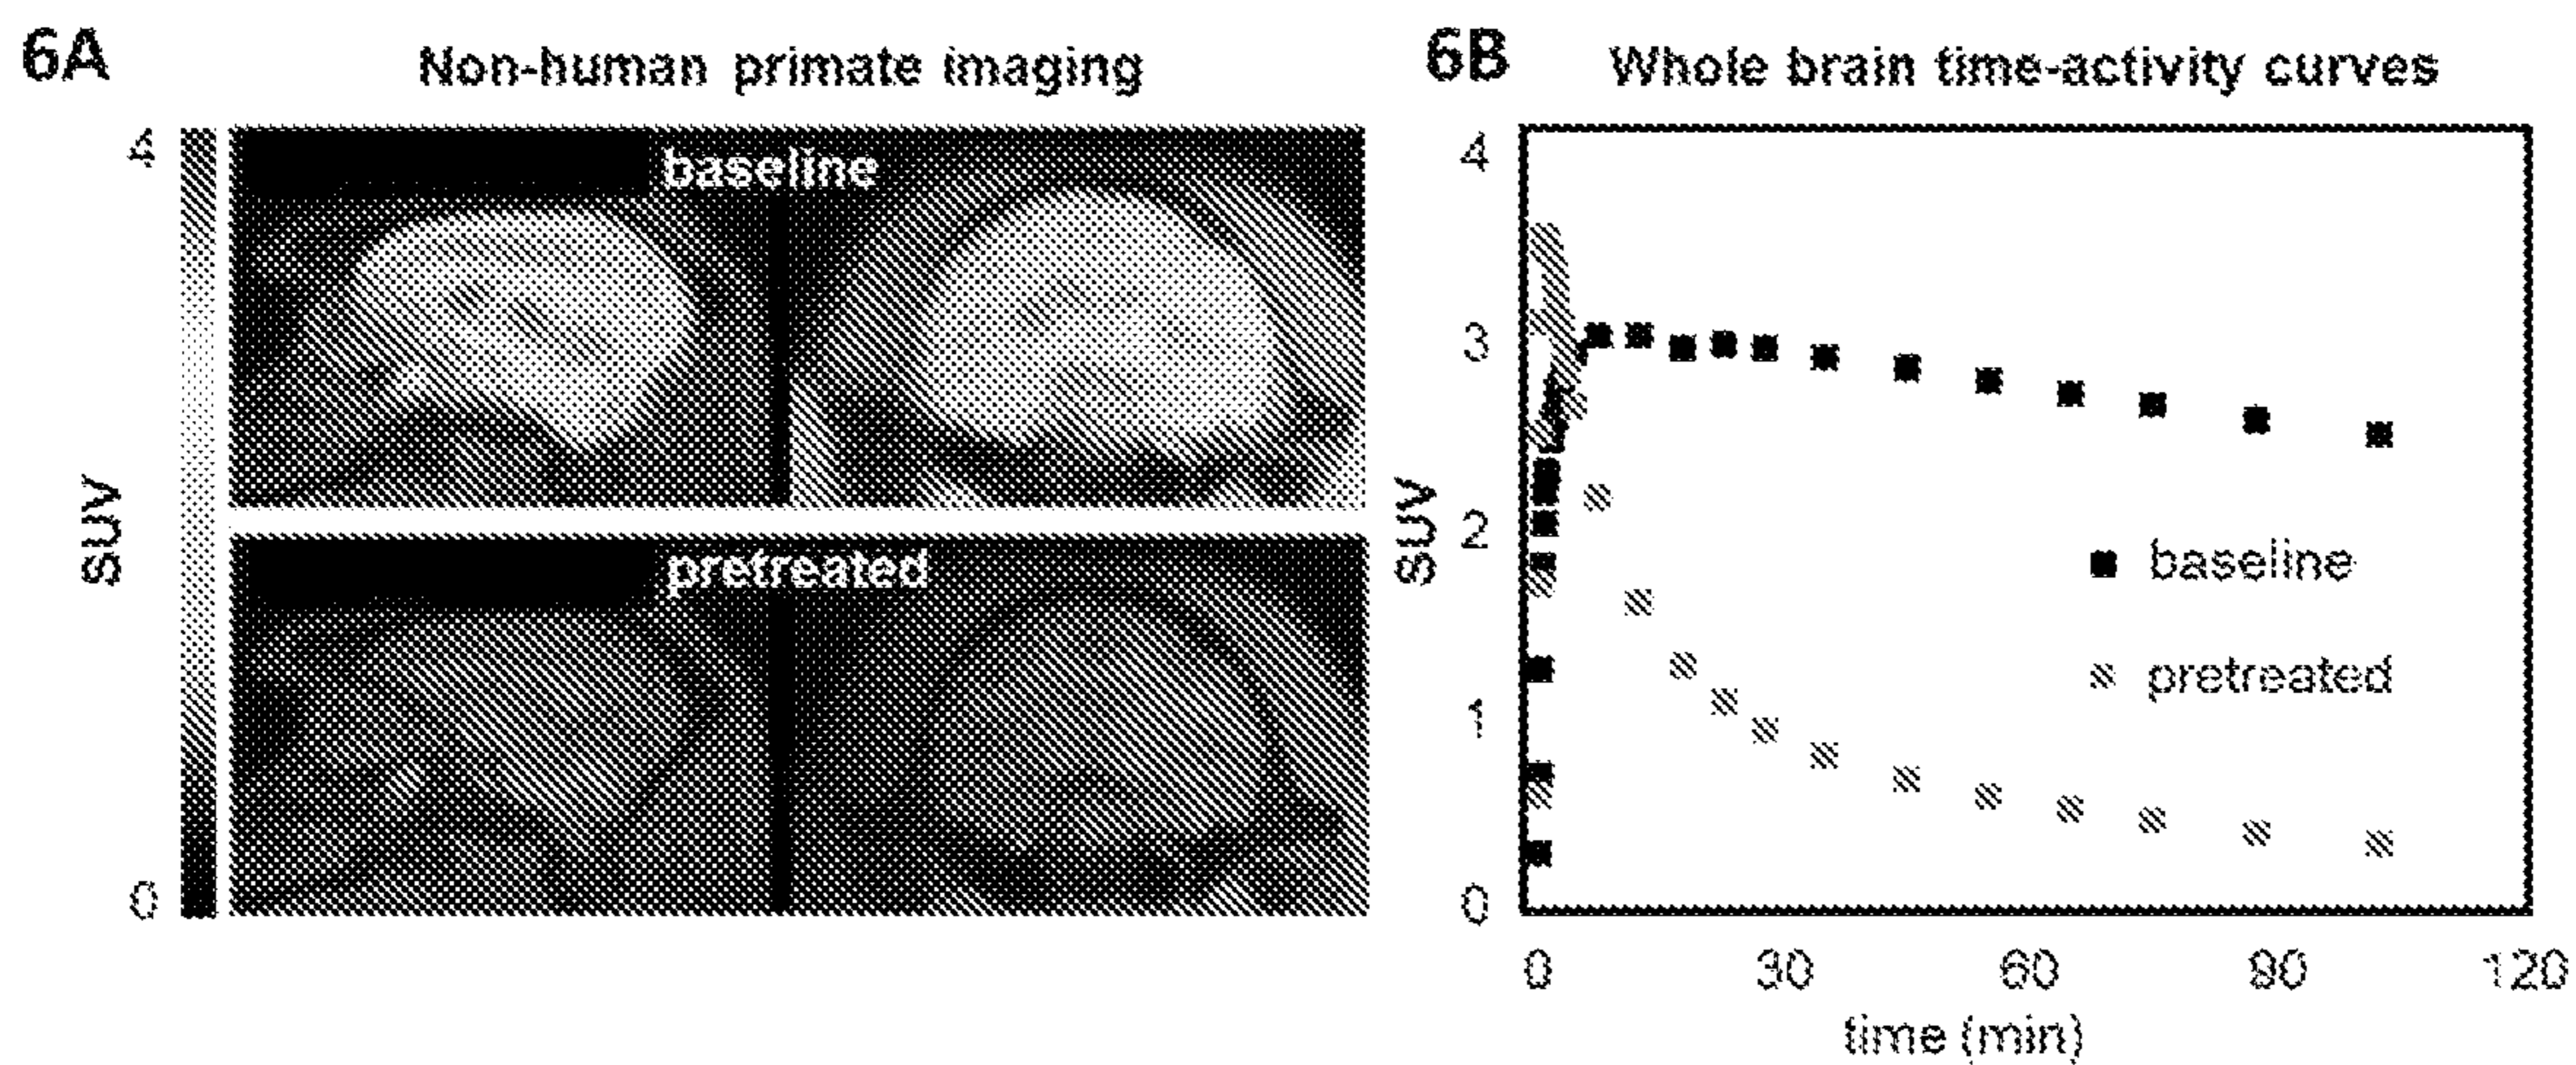 6A
Non-human primate imaging
4
SUV
0
baseline
pretreated
6B
Whole brain time-activity curves
4
3
2
1
0
SUV
baseline
pretreated
0 30 60 90 120
time (min)